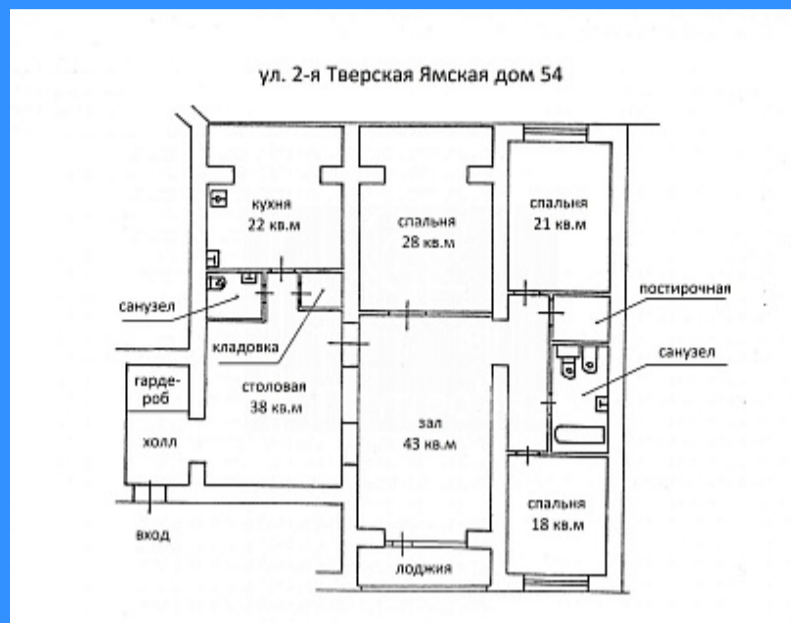 ул. 2-я Тверская Ямская дом 54
кухня
22 кв.м
спальня
28 кв.м
спальня
21 кв.м
санузел
кладовка
постирочная
санузел
гарде-
роб
столовая
38 кв.м
холл
зал
43 кв.м
спальня
18 кв.м
вход
лоджия